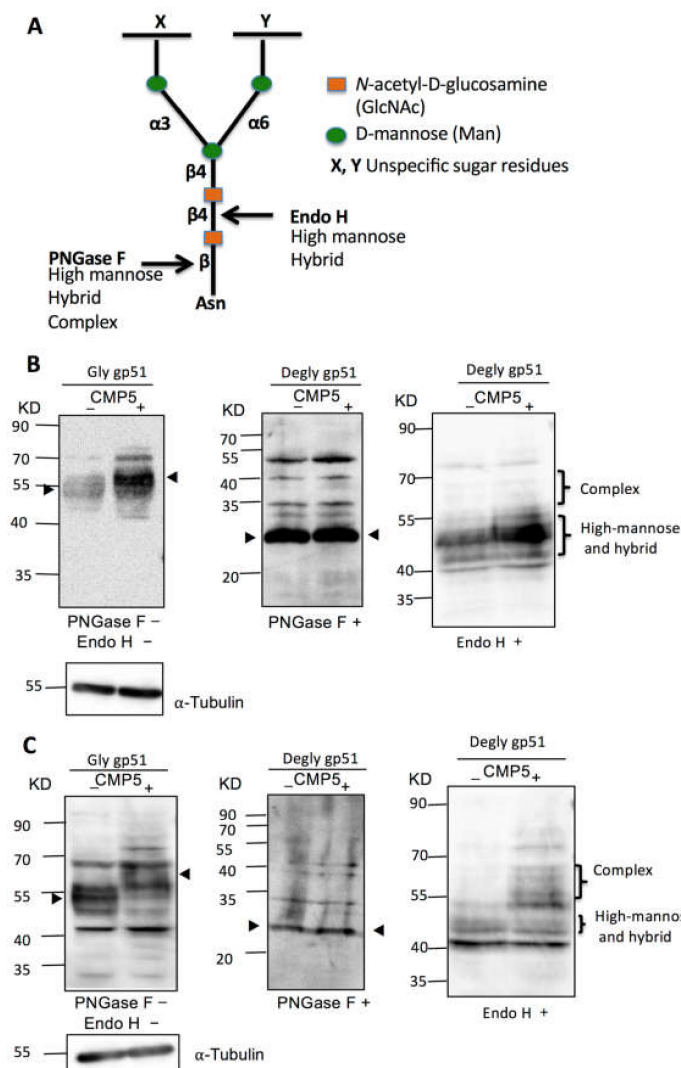 A
X
Y
α3
α6
β4
β4
β
Asn
N-acetyl-D-glucosamine
(GlcNAc)
D-mannose (Man)
X, Y Unspecific sugar residues
Endo H
High mannose
Hybrid
PNGase F
High mannose
Hybrid
Complex
B
Gly gp51
CMP5
KD
– +
90
70
55
40
35
PNGase F –
Endo H –
55
α-Tubulin
Degly gp51
CMP5
KD
– +
70
55
40
35
20
PNGase F +
Degly gp51
–CMP5+
KD
90
70
55
40
35
Complex
High-mannose
and hybrid
Endo H +
C
Gly gp51
–CMP5+
KD
90
70
55
40
35
PNGase F –
Endo H –
55
α-Tubulin
Degly gp51
–CMP5+
KD
90
70
55
40
35
20
PNGase F +
Degly gp51
–CMP5+
KD
90
70
55
40
35
Complex
High-mannos
and hybrid
Endo H +